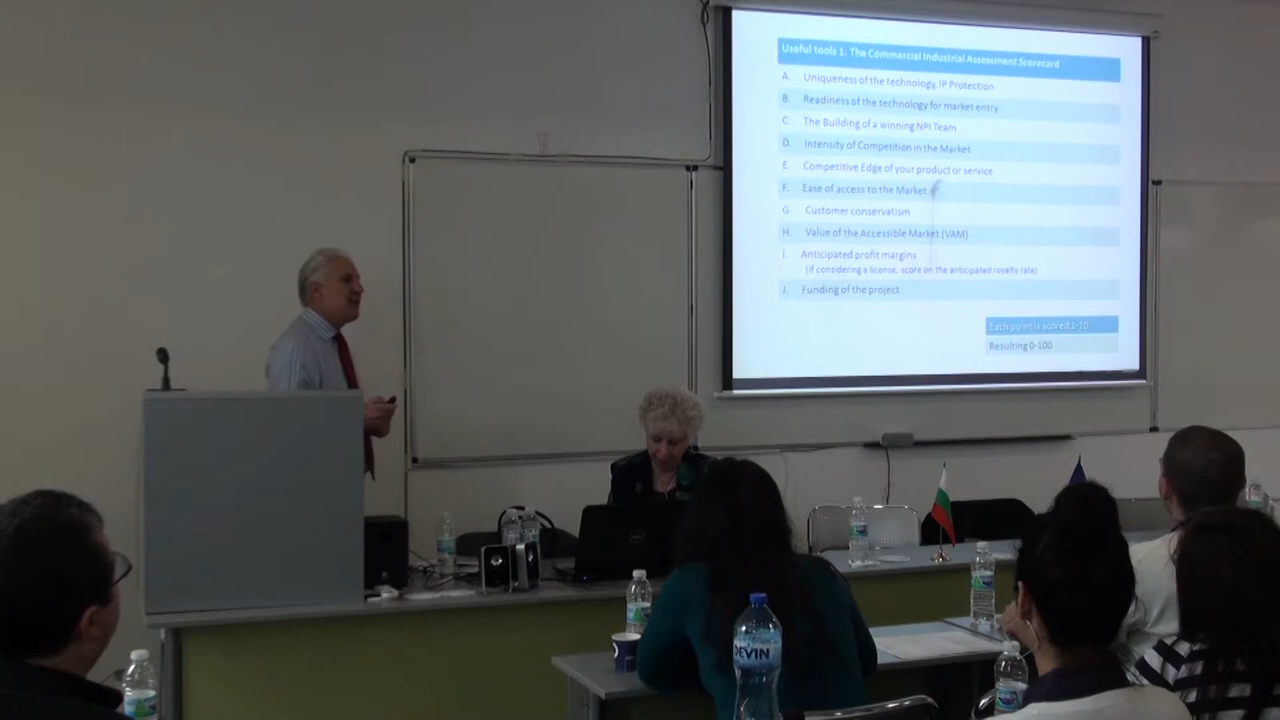 Useful tools 1. The Commercial Industrial Assessment Scorecard
A. Uniqueness of the technology, IP Protection
B. Readiness of the technology for market entry
C. The Building of a winning NPI Team
D. Intensity of Competition in the Market
E. Competitive Edge of your product or service
F. Ease of access to the Market
G. Customer conservatism
H. Value of the Accessible Market (VAM)
I. Anticipated profit margins
(if considering a license, score on the anticipated royalty rate)
J. Funding of the project
Each point is scored 1-10
Resulting 0-100
DEVIN